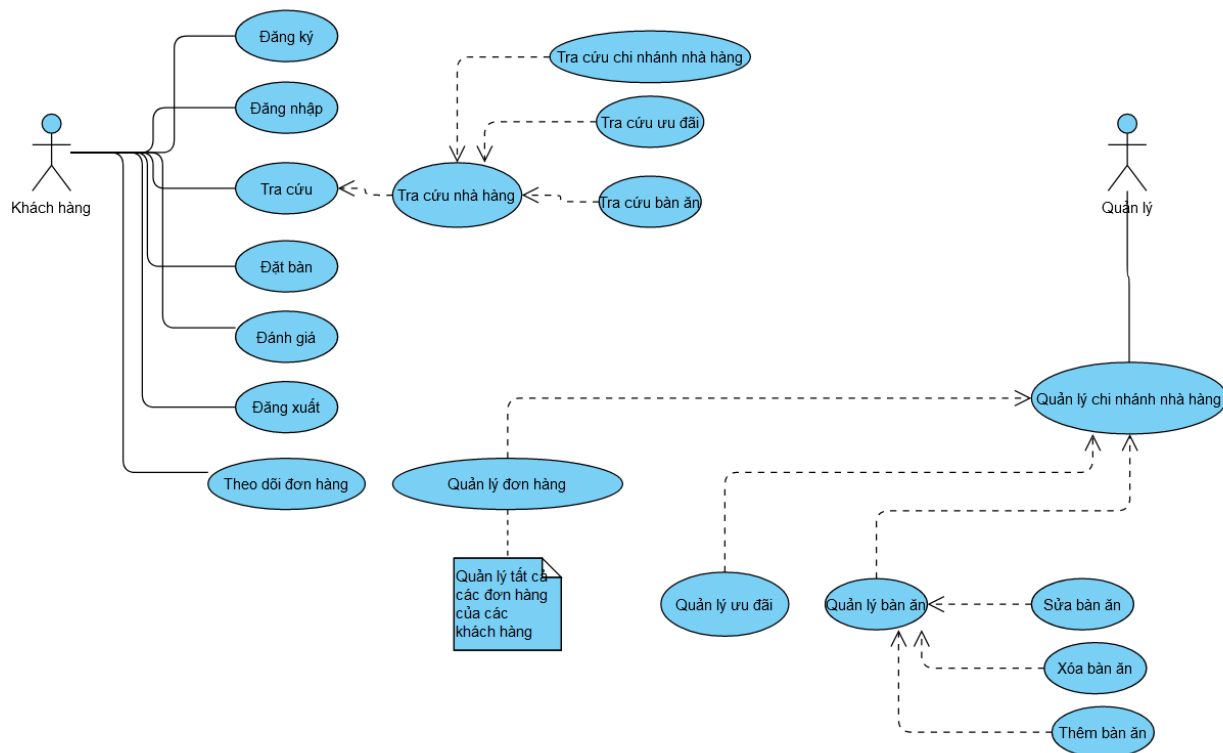 Đăng ký
Tra cứu chi nhánh nhà hàng
Đăng nhập
Tra cứu ưu đãi
Khách hàng
Tra cứu
Tra cứu nhà hàng
Tra cứu bàn ăn
Quản lý
Đặt bàn
Đánh giá
Đăng xuất
Quản lý chi nhánh nhà hàng
Theo dõi đơn hàng
Quản lý đơn hàng
Quản lý tất cả
các đơn hàng
của các
khách hàng
Quản lý ưu đãi
Quản lý bàn ăn
Sửa bàn ăn
Xóa bàn ăn
Thêm bàn ăn